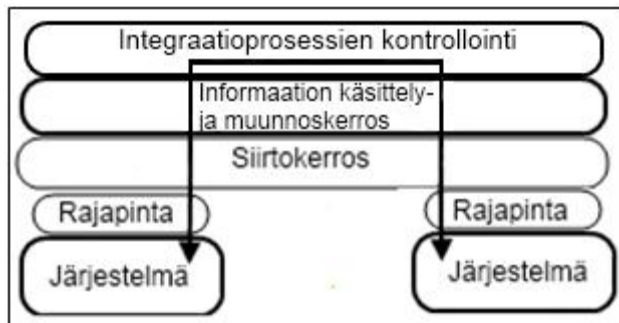 Integraatioprosessien kontrollointi
Informaation käsittely-
ja muunnoskerros
Siirtokerros
Rajapinta
Rajapinta
Järjestelmä
Järjestelmä